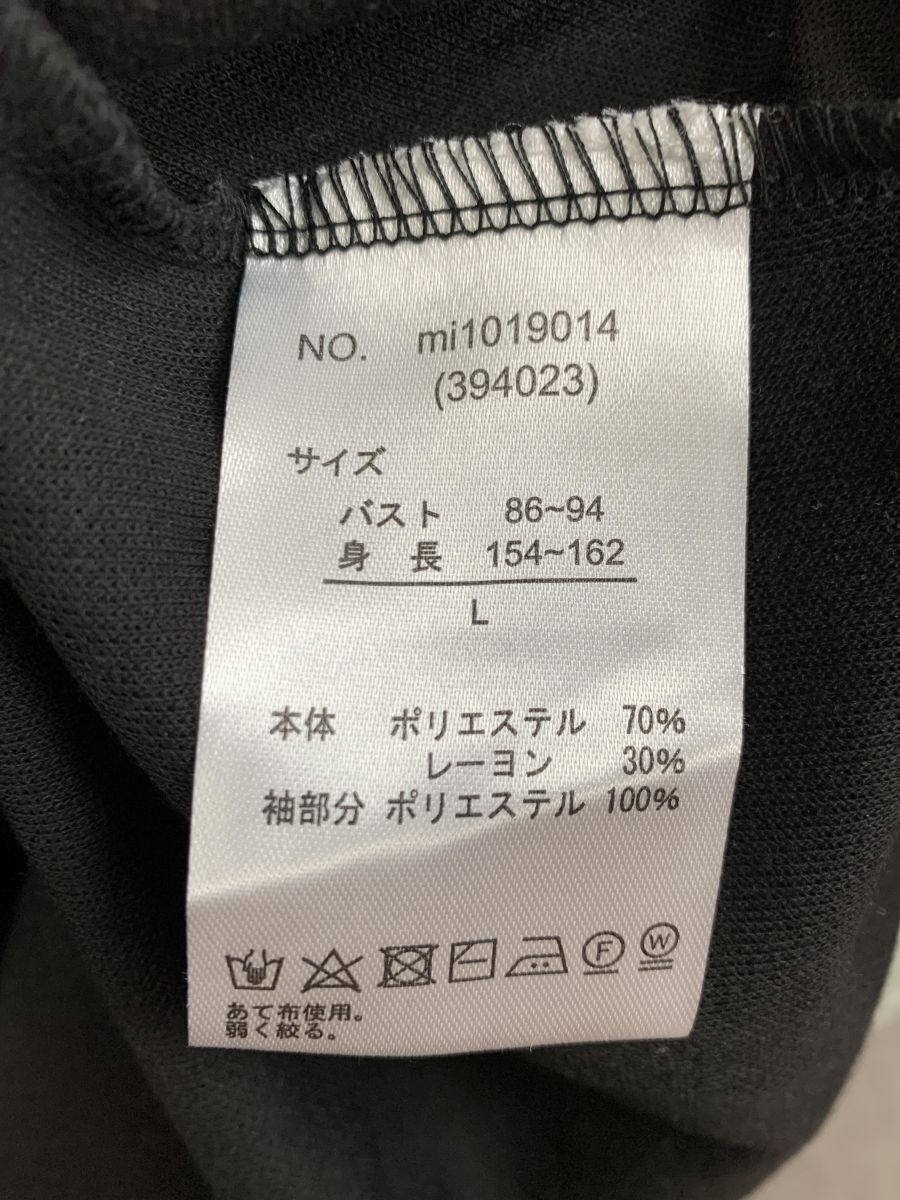 NO. mi1019014
(394023)
サイズ
バスト 86~94
身 長 154~162
L
本体 ポリエステル 70%
レーヨン 30%
袖部分 ポリエステル 100%
F W
あて布使用。
弱く絞る。